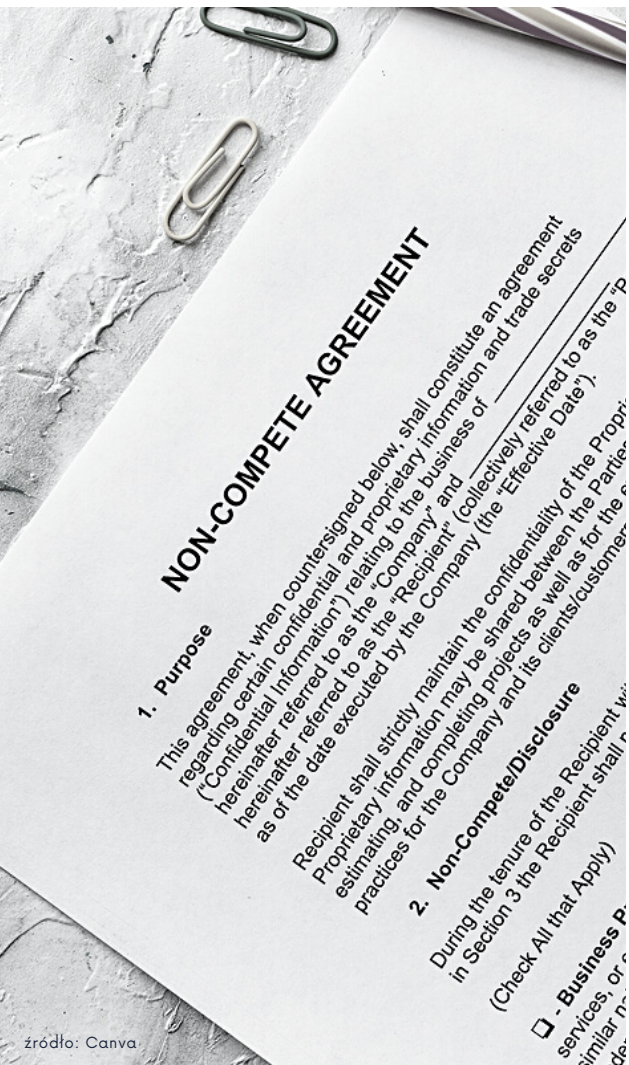 NON-COMPETE AGREEMENT
1. Purpose
This agreement, when countersigned below, shall constitute an agreement
regarding certain confidential and proprietary information and trade secrets
("Confidential Information") relating to the business of
hereinafter referred to as the "Company" and
hereinafter referred to as the "Recipient" (collectively referred to as the "P
as of the date executed by the Company (the "Effective Date").
Recipient shall strictly maintain the confidentiality of the Proprie
Proprietary information may be shared between the Parties
estimating, and completing projects as well as for the e
practices for the Company and its clients/customers
2. Non-Compete/Disclosure
During the tenure of the Recipient wi
in Section 3 the Recipient shall n
(Check All that Apply)
☐ - Business P
services, or
similar
źródło: Canva